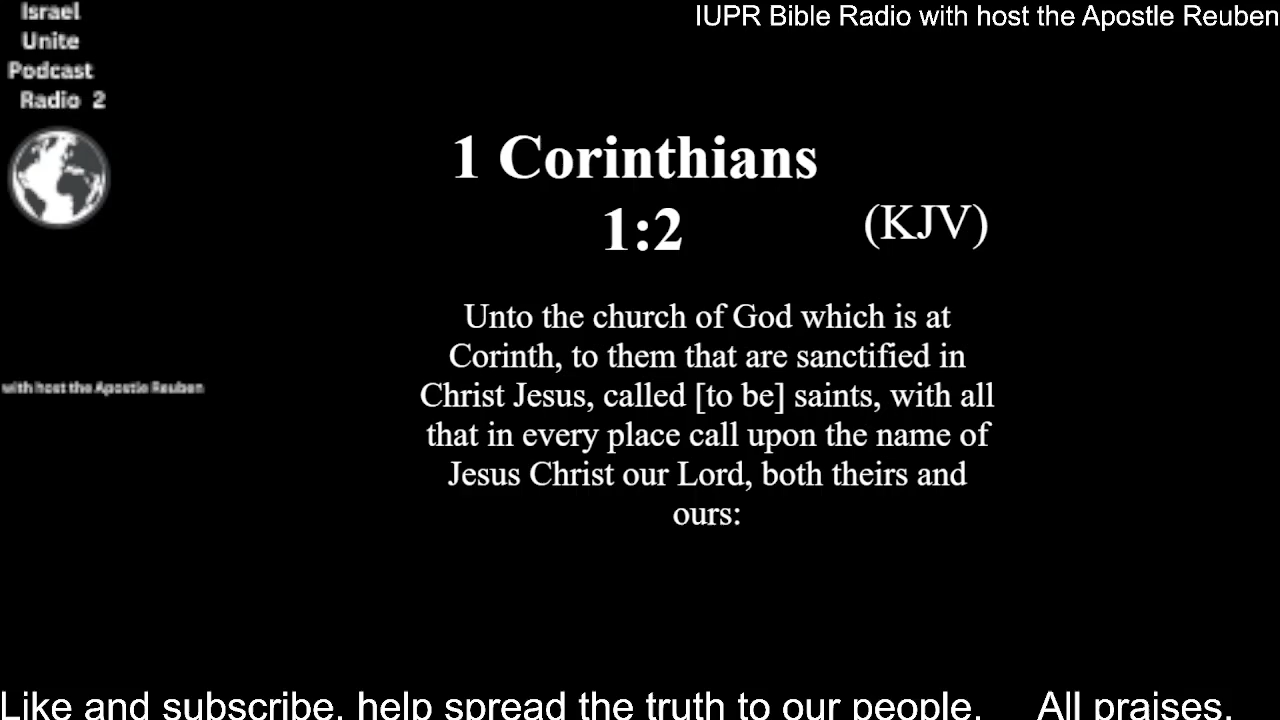 Israel
Unite
Podcast
Radio 2
IUPR Bible Radio with host the Apostle Reuben
1 Corinthians
1:2
(KJV)
Unto the church of God which is at
Corinth, to them that are sanctified in
Christ Jesus, called [to be] saints, with all
that in every place call upon the name of
Jesus Christ our Lord, both theirs and
ours:
with host the Apostle Reuben
Like and subscribe, help spread the truth to our people. All praises,